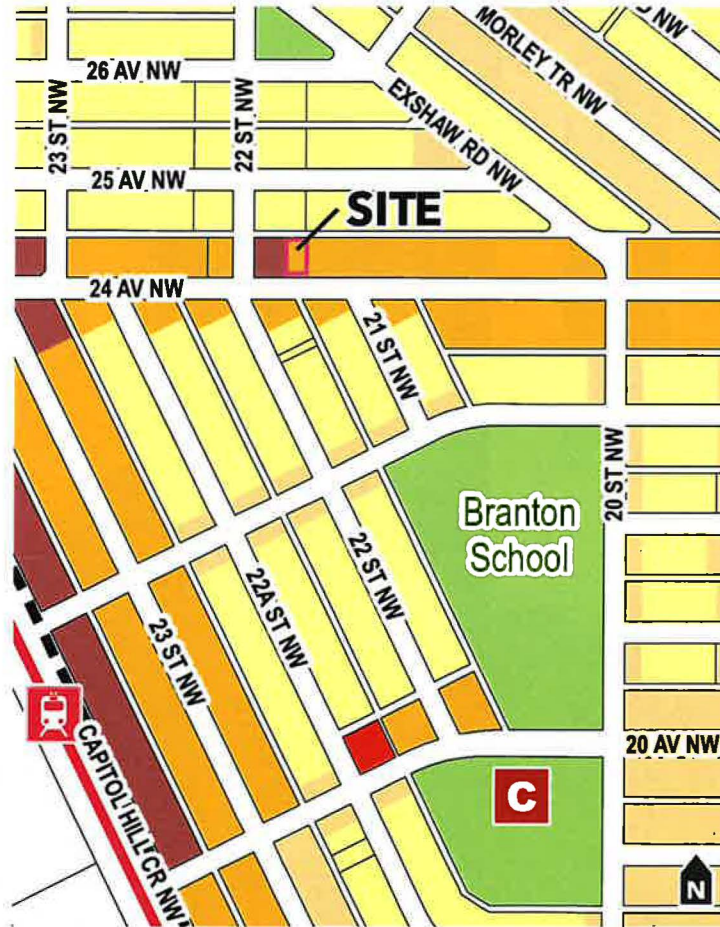 D NW
MORLEY TR NW
26 AV NW
23 ST NW
22 ST NW
EXSHAW RD NW
25 AV NW
SITE
24 AV NW
21 ST NW
20 ST NW
Branton
School
22 ST NW
22A ST NW
23 ST NW
20 AV NW
CAPITOL HILL CR NW
C
N